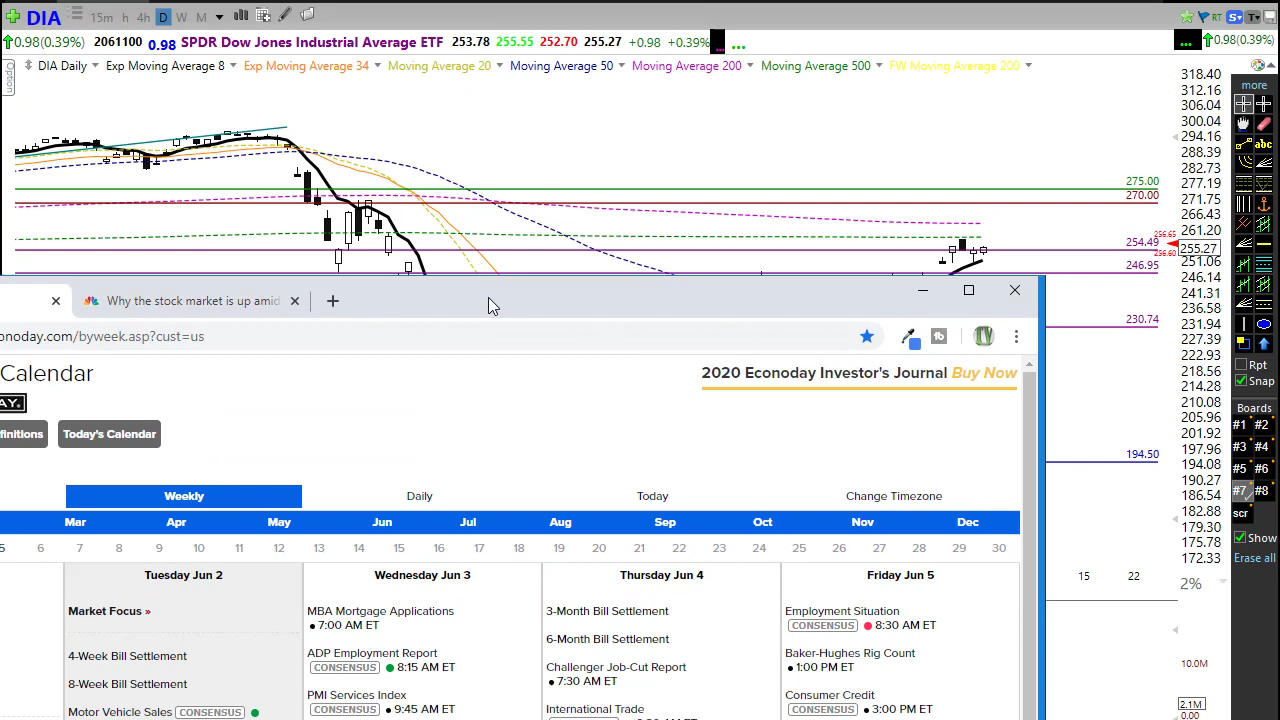 DIA 15m h 4h D W M RT S T
0.98(0.39%) 2061100 0.98 SPDR Dow Jones Industrial Average ETF 253.78 255.55 252.70 255.27 +0.98 +0.39% ... ... ... 0.98(0.39%)
DIA Daily Exp Moving Average 8 Exp Moving Average 34 Moving Average 20 Moving Average 50 Moving Average 200 Moving Average 500 FW Moving Average 200
option
318.40
312.16
306.04
300.04
294.16
288.39
282.73
277.19
271.75
266.43
261.20
255.27
251.06
246.14
241.31
236.58
231.94
227.39
222.93
218.56
214.28
210.08
205.96
201.92
197.96
194.08
190.27
186.54
182.88
179.30
175.78
172.33
275.00
270.00
254.49
256.65
256.60
246.95
230.74
194.50
15 22
2%
10.0M
2.1M
0.00
more
abc
Rpt
Snap
Boards
#1 #2
#3 #4
#5 #6
#7 #8
scr
Show
Erase all
Why the stock market is up amid
onoday.com/byweek.asp?cust=us
tb
TV
Calendar
2020 Econoday Investor's Journal Buy Now
AY.
finitions Today's Calendar
Weekly Daily Today Change Timezone
Mar Apr May Jun Jul Aug Sep Oct Nov Dec
5 6 7 8 9 10 11 12 13 14 15 16 17 18 19 20 21 22 23 24 25 26 27 28 29 30
Tuesday Jun 2
Market Focus »
4-Week Bill Settlement
8-Week Bill Settlement
Motor Vehicle Sales CONSENSUS
Wednesday Jun 3
MBA Mortgage Applications
7:00 AM ET
ADP Employment Report
CONSENSUS 8:15 AM ET
PMI Services Index
CONSENSUS 9:45 AM ET
Thursday Jun 4
3-Month Bill Settlement
6-Month Bill Settlement
Challenger Job-Cut Report
7:30 AM ET
International Trade
Friday Jun 5
Employment Situation
CONSENSUS 8:30 AM ET
Baker-Hughes Rig Count
1:00 PM ET
Consumer Credit
CONSENSUS 3:00 PM ET